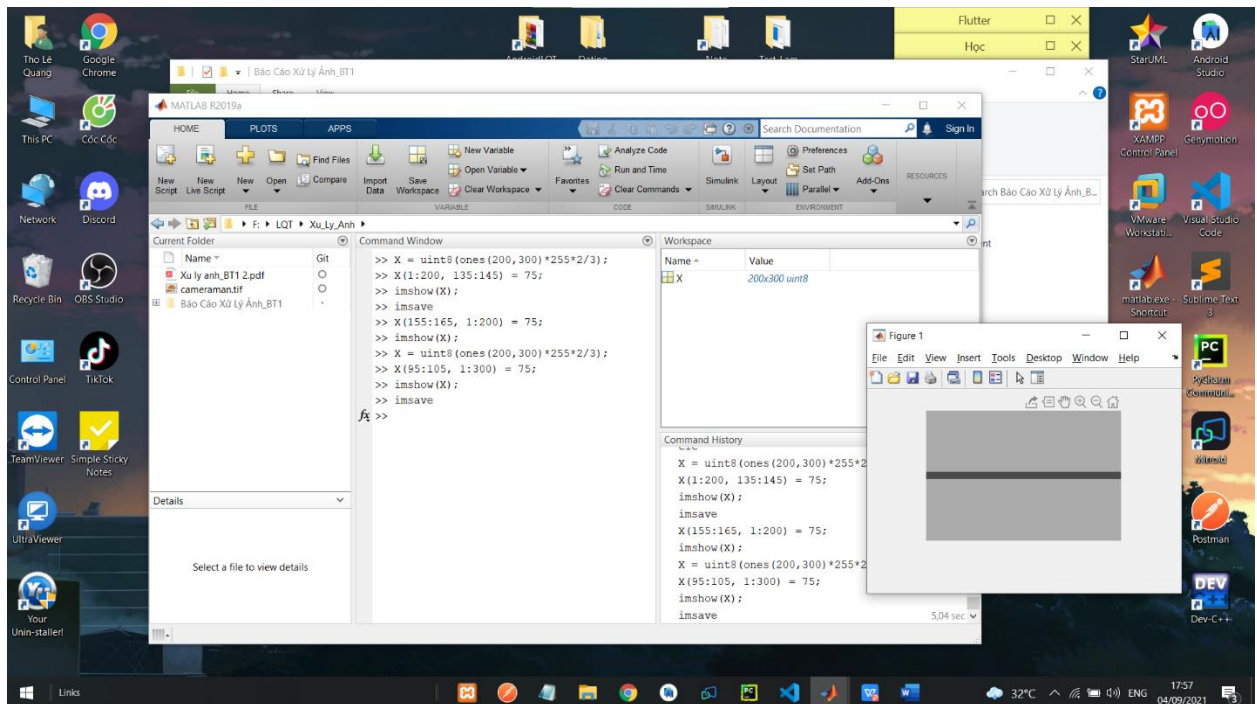 Tho Lê
Quang
Google
Chrome
Flutter
Học
StarUML
Android
Studio
This PC
Cốc Cốc
XAMPP
Control Panel
Genymotion
Network
Discord
VMware
Workstati...
Visual Studio
Code
Recycle Bin
OBS Studio
matlab.exe -
Shortcut
Sublime Text
3
Control Panel
TikTok
PyCharm
Communi...
TeamViewer
Simple Sticky
Notes
UltraViewer
Postman
Your
Unin-staller!
Dev-C++
Báo Cáo Xử Lý Ảnh_BT1
MATLAB R2019a
HOME PLOTS APPS
Search Documentation
Sign In
New
Script
New
Live Script
New
Open
Find Files
Compare
Import
Data
Save
Workspace
New Variable
Open Variable
Clear Workspace
Favorites
Analyze Code
Run and Time
Clear Commands
Simulink
Layout
Preferences
Set Path
Parallel
Add-Ons
RESOURCES
FILE VARIABLE CODE SIMULINK ENVIRONMENT
F: LQT Xu_Ly_Anh
Current Folder
Name Git
Xu ly anh_BT1 2.pdf
cameraman.tif
Báo Cáo Xử Lý Ảnh_BT1
Details
Select a file to view details
Command Window
>> X = uint8(ones(200,300)*255*2/3);
>> X(1:200, 135:145) = 75;
>> imshow(X);
>> imsave
>> X(155:165, 1:200) = 75;
>> imshow(X);
>> X = uint8(ones(200,300)*255*2/3);
>> X(95:105, 1:300) = 75;
>> imshow(X);
>> imsave
fx >>
Workspace
Name Value
X 200x300 uint8
Command History
X = uint8(ones(200,300)*255*2
X(1:200, 135:145) = 75;
imshow(X);
imsave
X(155:165, 1:200) = 75;
imshow(X);
X = uint8(ones(200,300)*255*2
X(95:105, 1:300) = 75;
imshow(X);
imsave 5,04 sec
Figure 1
File Edit View Insert Tools Desktop Window Help
Links
32°C
ENG
17:57
04/09/2021